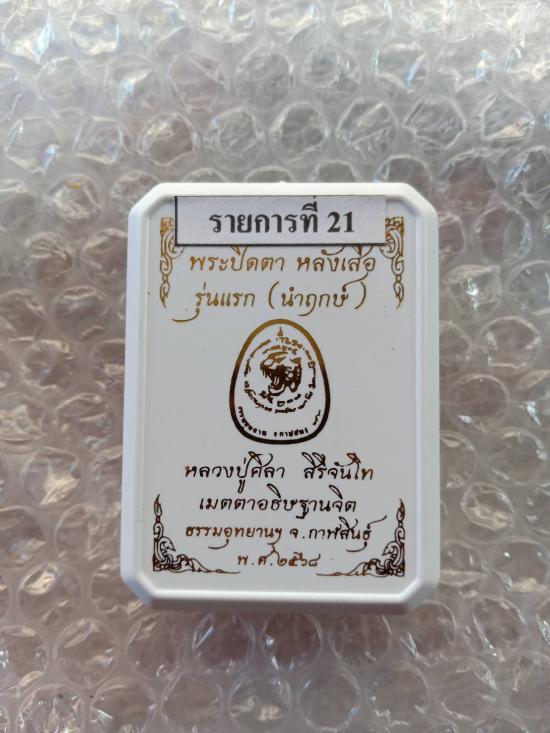 รายการที่ 21
พระปิดตา หลังเสือ
รุ่นแรก (นำฤกษ์)
หลวงปู่ศิลา สิริจันโท
เมตตาอธิษฐานจิต
ธรรมอุทยานฯ จ.กาฬสินธุ์
พ.ศ.๒๕๖๘